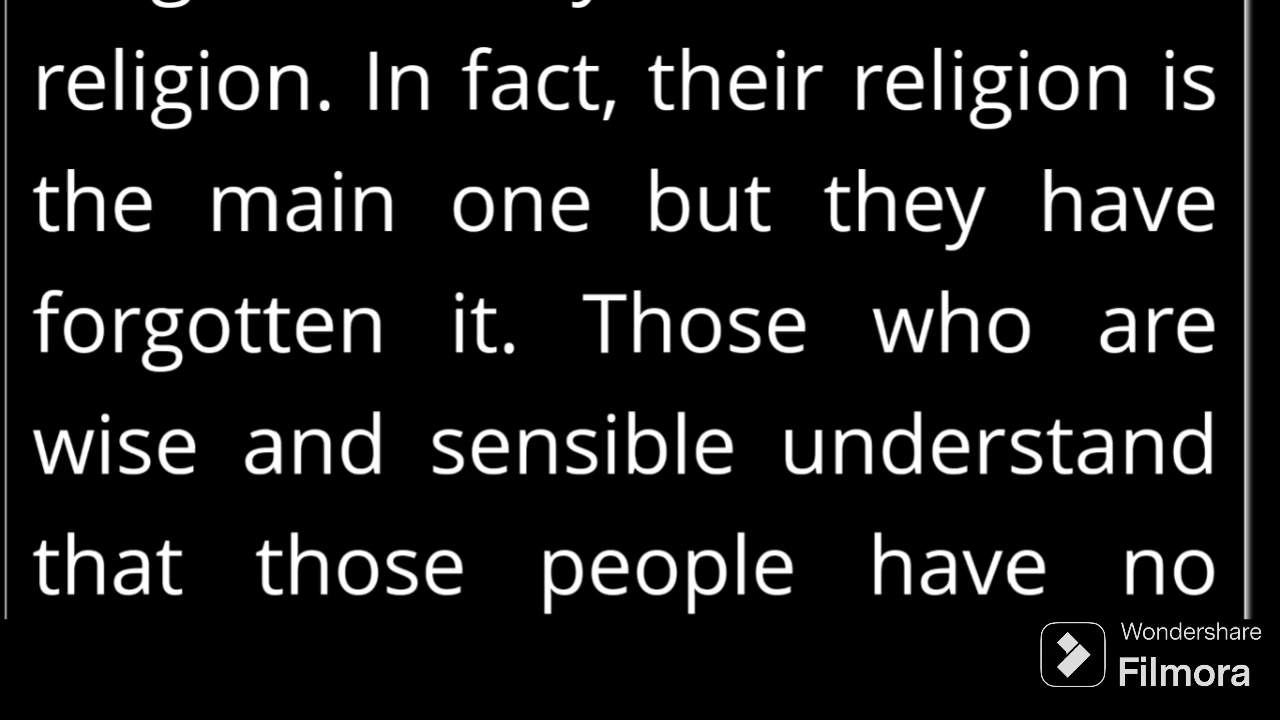 religion. In fact, their religion is
the main one but they have
forgotten it. Those who are
wise and sensible understand
that those people have no
Wondershare
Filmora